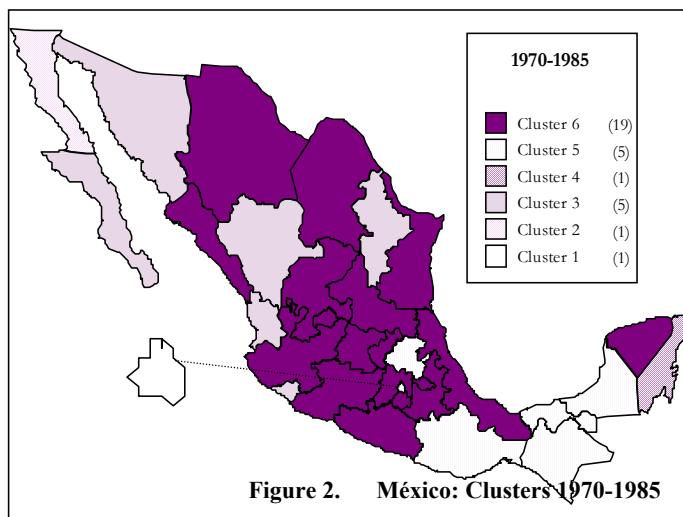 1970-1985
Cluster 6 (19)
Cluster 5 (5)
Cluster 4 (1)
Cluster 3 (5)
Cluster 2 (1)
Cluster 1 (1)
Figure 2. México: Clusters 1970-1985